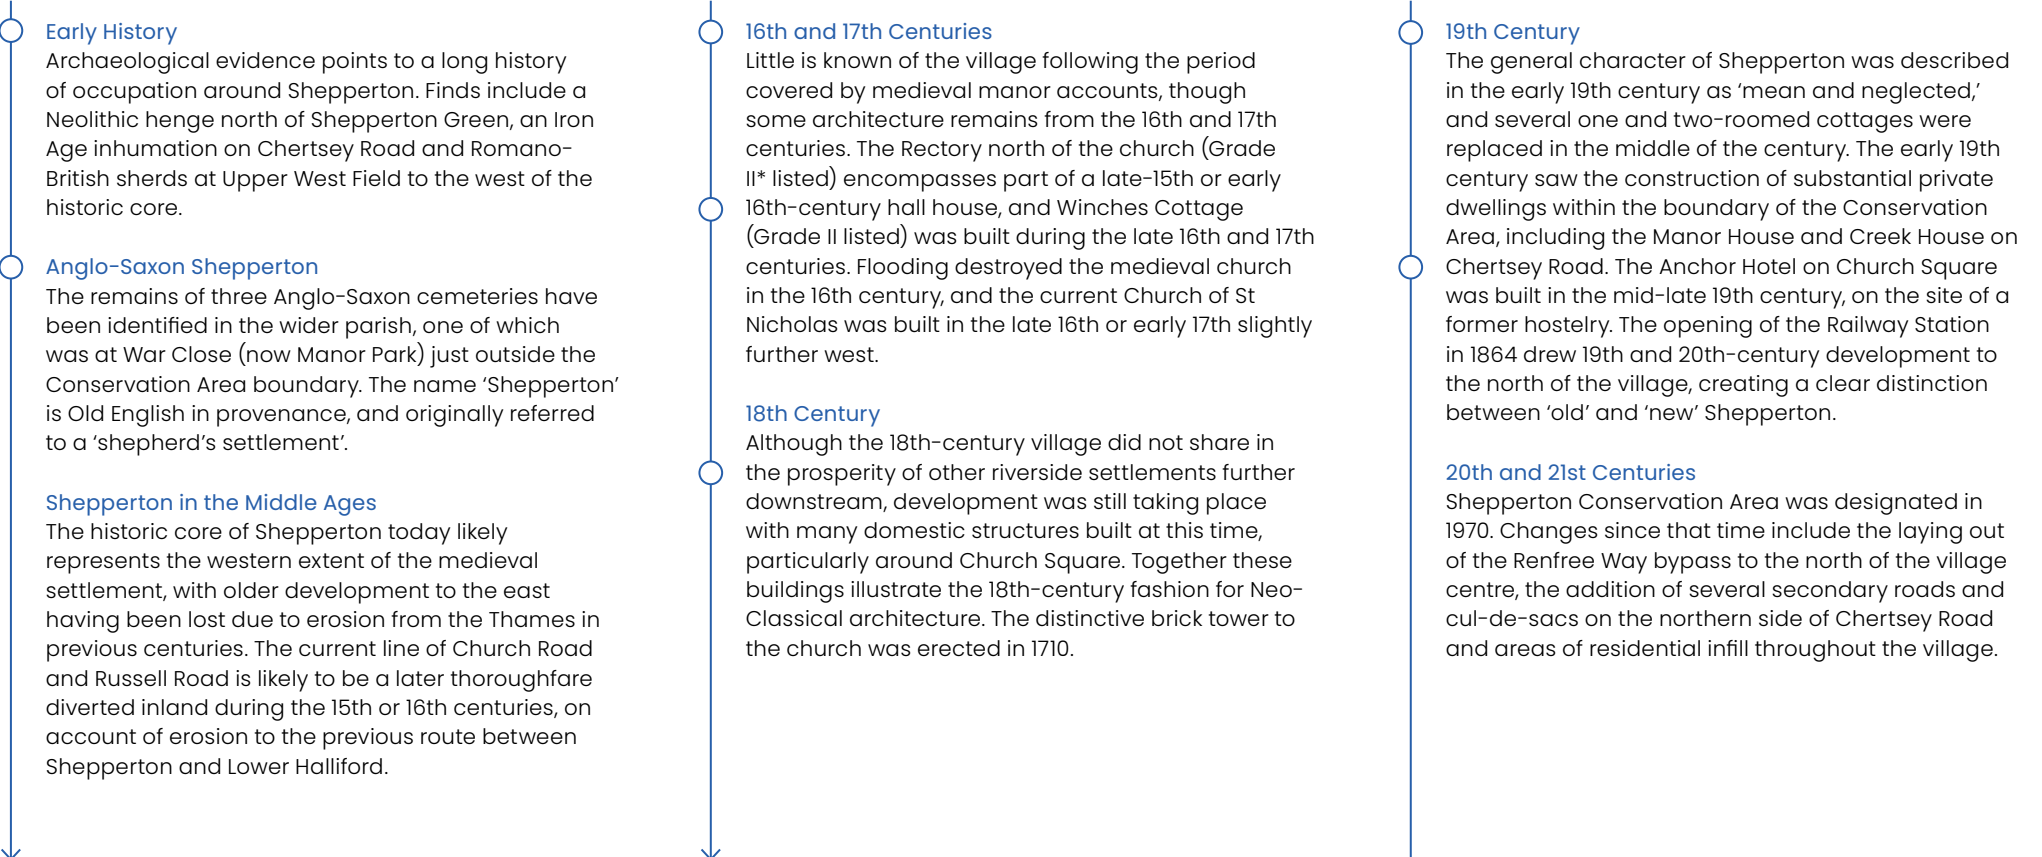 Early History
Archaeological evidence points to a long history
of occupation around Shepperton. Finds include a
Neolithic henge north of Shepperton Green, an Iron
Age inhumation on Chertsey Road and Romano-
British sherds at Upper West Field to the west of the
historic core.
Anglo-Saxon Shepperton
The remains of three Anglo-Saxon cemeteries have
been identified in the wider parish, one of which
was at War Close (now Manor Park) just outside the
Conservation Area boundary. The name ‘Shepperton’
is Old English in provenance, and originally referred
to a ‘shepherd’s settlement’.
Shepperton in the Middle Ages
The historic core of Shepperton today likely
represents the western extent of the medieval
settlement, with older development to the east
having been lost due to erosion from the Thames in
previous centuries. The current line of Church Road
and Russell Road is likely to be a later thoroughfare
diverted inland during the 15th or 16th centuries, on
account of erosion to the previous route between
Shepperton and Lower Halliford.
16th and 17th Centuries
Little is known of the village following the period
covered by medieval manor accounts, though
some architecture remains from the 16th and 17th
centuries. The Rectory north of the church (Grade
II* listed) encompasses part of a late-15th or early
16th-century hall house, and Winches Cottage
(Grade II listed) was built during the late 16th and 17th
centuries. Flooding destroyed the medieval church
in the 16th century, and the current Church of St
Nicholas was built in the late 16th or early 17th slightly
further west.
18th Century
Although the 18th-century village did not share in
the prosperity of other riverside settlements further
downstream, development was still taking place
with many domestic structures built at this time,
particularly around Church Square. Together these
buildings illustrate the 18th-century fashion for Neo-
Classical architecture. The distinctive brick tower to
the church was erected in 1710.
19th Century
The general character of Shepperton was described
in the early 19th century as ‘mean and neglected,’
and several one and two-roomed cottages were
replaced in the middle of the century. The early 19th
century saw the construction of substantial private
dwellings within the boundary of the Conservation
Area, including the Manor House and Creek House on
Chertsey Road. The Anchor Hotel on Church Square
was built in the mid-late 19th century, on the site of a
former hostelry. The opening of the Railway Station
in 1864 drew 19th and 20th-century development to
the north of the village, creating a clear distinction
between ‘old’ and ‘new’ Shepperton.
20th and 21st Centuries
Shepperton Conservation Area was designated in
1970. Changes since that time include the laying out
of the Renfree Way bypass to the north of the village
centre, the addition of several secondary roads and
cul-de-sacs on the northern side of Chertsey Road
and areas of residential infill throughout the village.